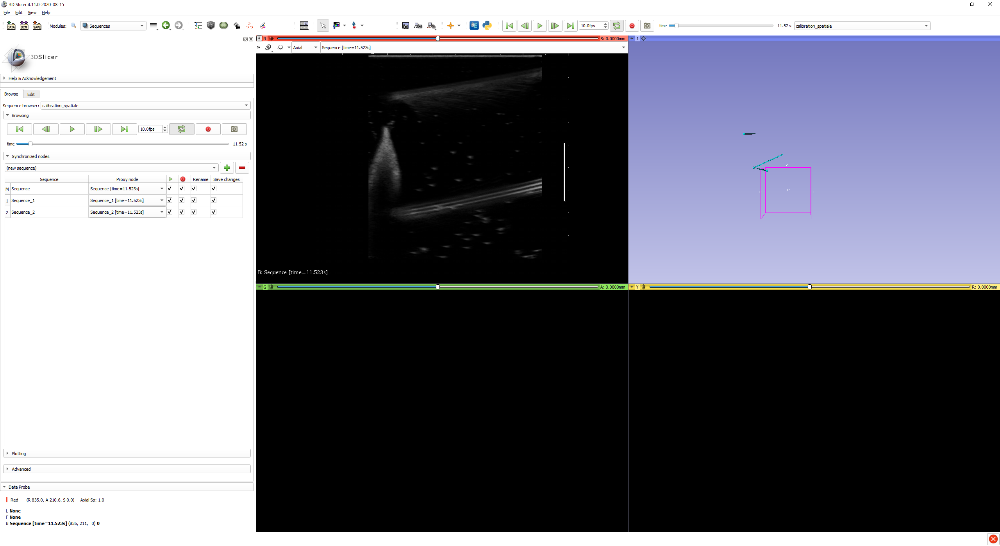 3D Slicer 4.11.0-2020-08-15
File Edit View Help
DATA DCM SAVE Modules: Sequences 10.0fps time 11.52 s calibration_spatiale
3DSlicer
Help & Acknowledgement
Browse Edit
Sequence browser: calibration_spatiale
Browsing
10.0fps
time 11.52 s
Synchronized nodes
(new sequence)
Sequence Proxy node Rename Save changes
M Sequence Sequence [time=11.523s]
1 Sequence_1 Sequence_1 [time=11.523s]
2 Sequence_2 Sequence_2 [time=11.523s]
Plotting
Advanced
Data Probe
Red (R 835.0, A 210.6, S 0.0) Axial Sp: 1.0
L None
F None
B Sequence [time=11.523s] (835, 211, 0) 0
R S: 0.0000mm
» Axial Sequence [time=11.523s]
B: Sequence [time=11.523s]
1
S
G A: 0.0000mm
Y R: 0.0000mm